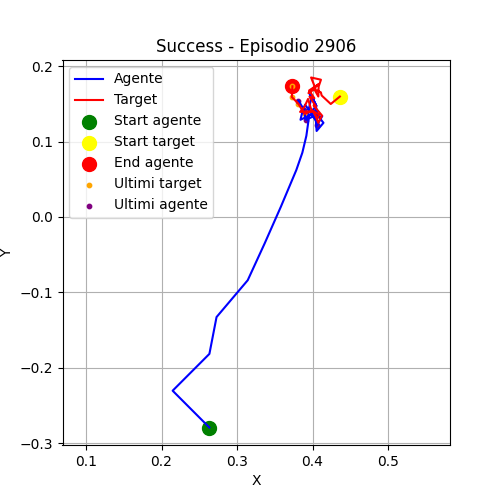 Success - Episodio 2906
Agente
Target
Start agente
Start target
End agente
Ultimi target
Ultimi agente
0.2
0.1
0.0
−0.1
−0.2
−0.3
Y
0.1
0.2
0.3
0.4
0.5
X